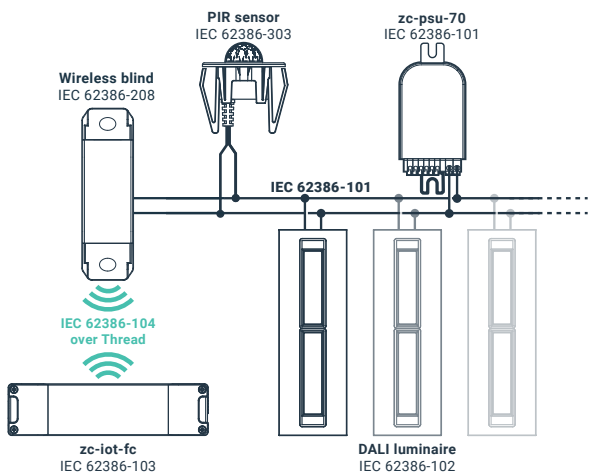 PIR sensor
IEC 62386-303
zc-psu-70
IEC 62386-101
Wireless blind
IEC 62386-208
IEC 62386-101
IEC 62386-104
over Thread
zc-iot-fc
IEC 62386-103
DALI luminaire
IEC 62386-102